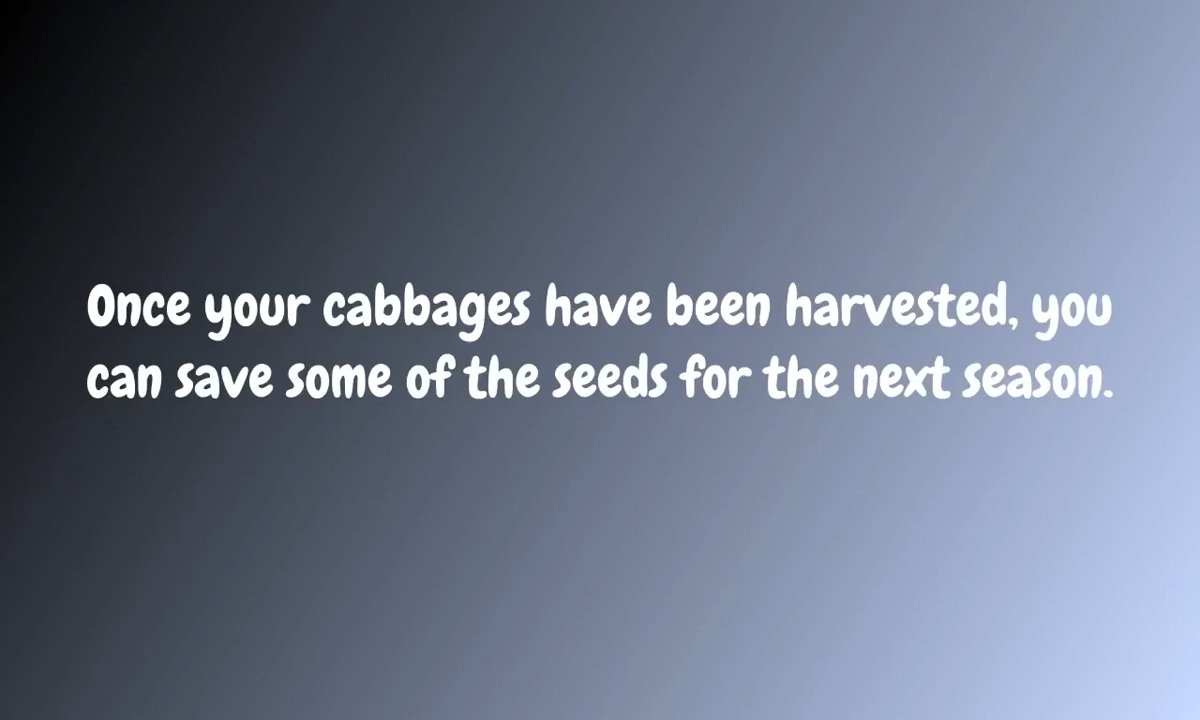 Once your cabbages have been harvested, you
can save some of the seeds for the next season.